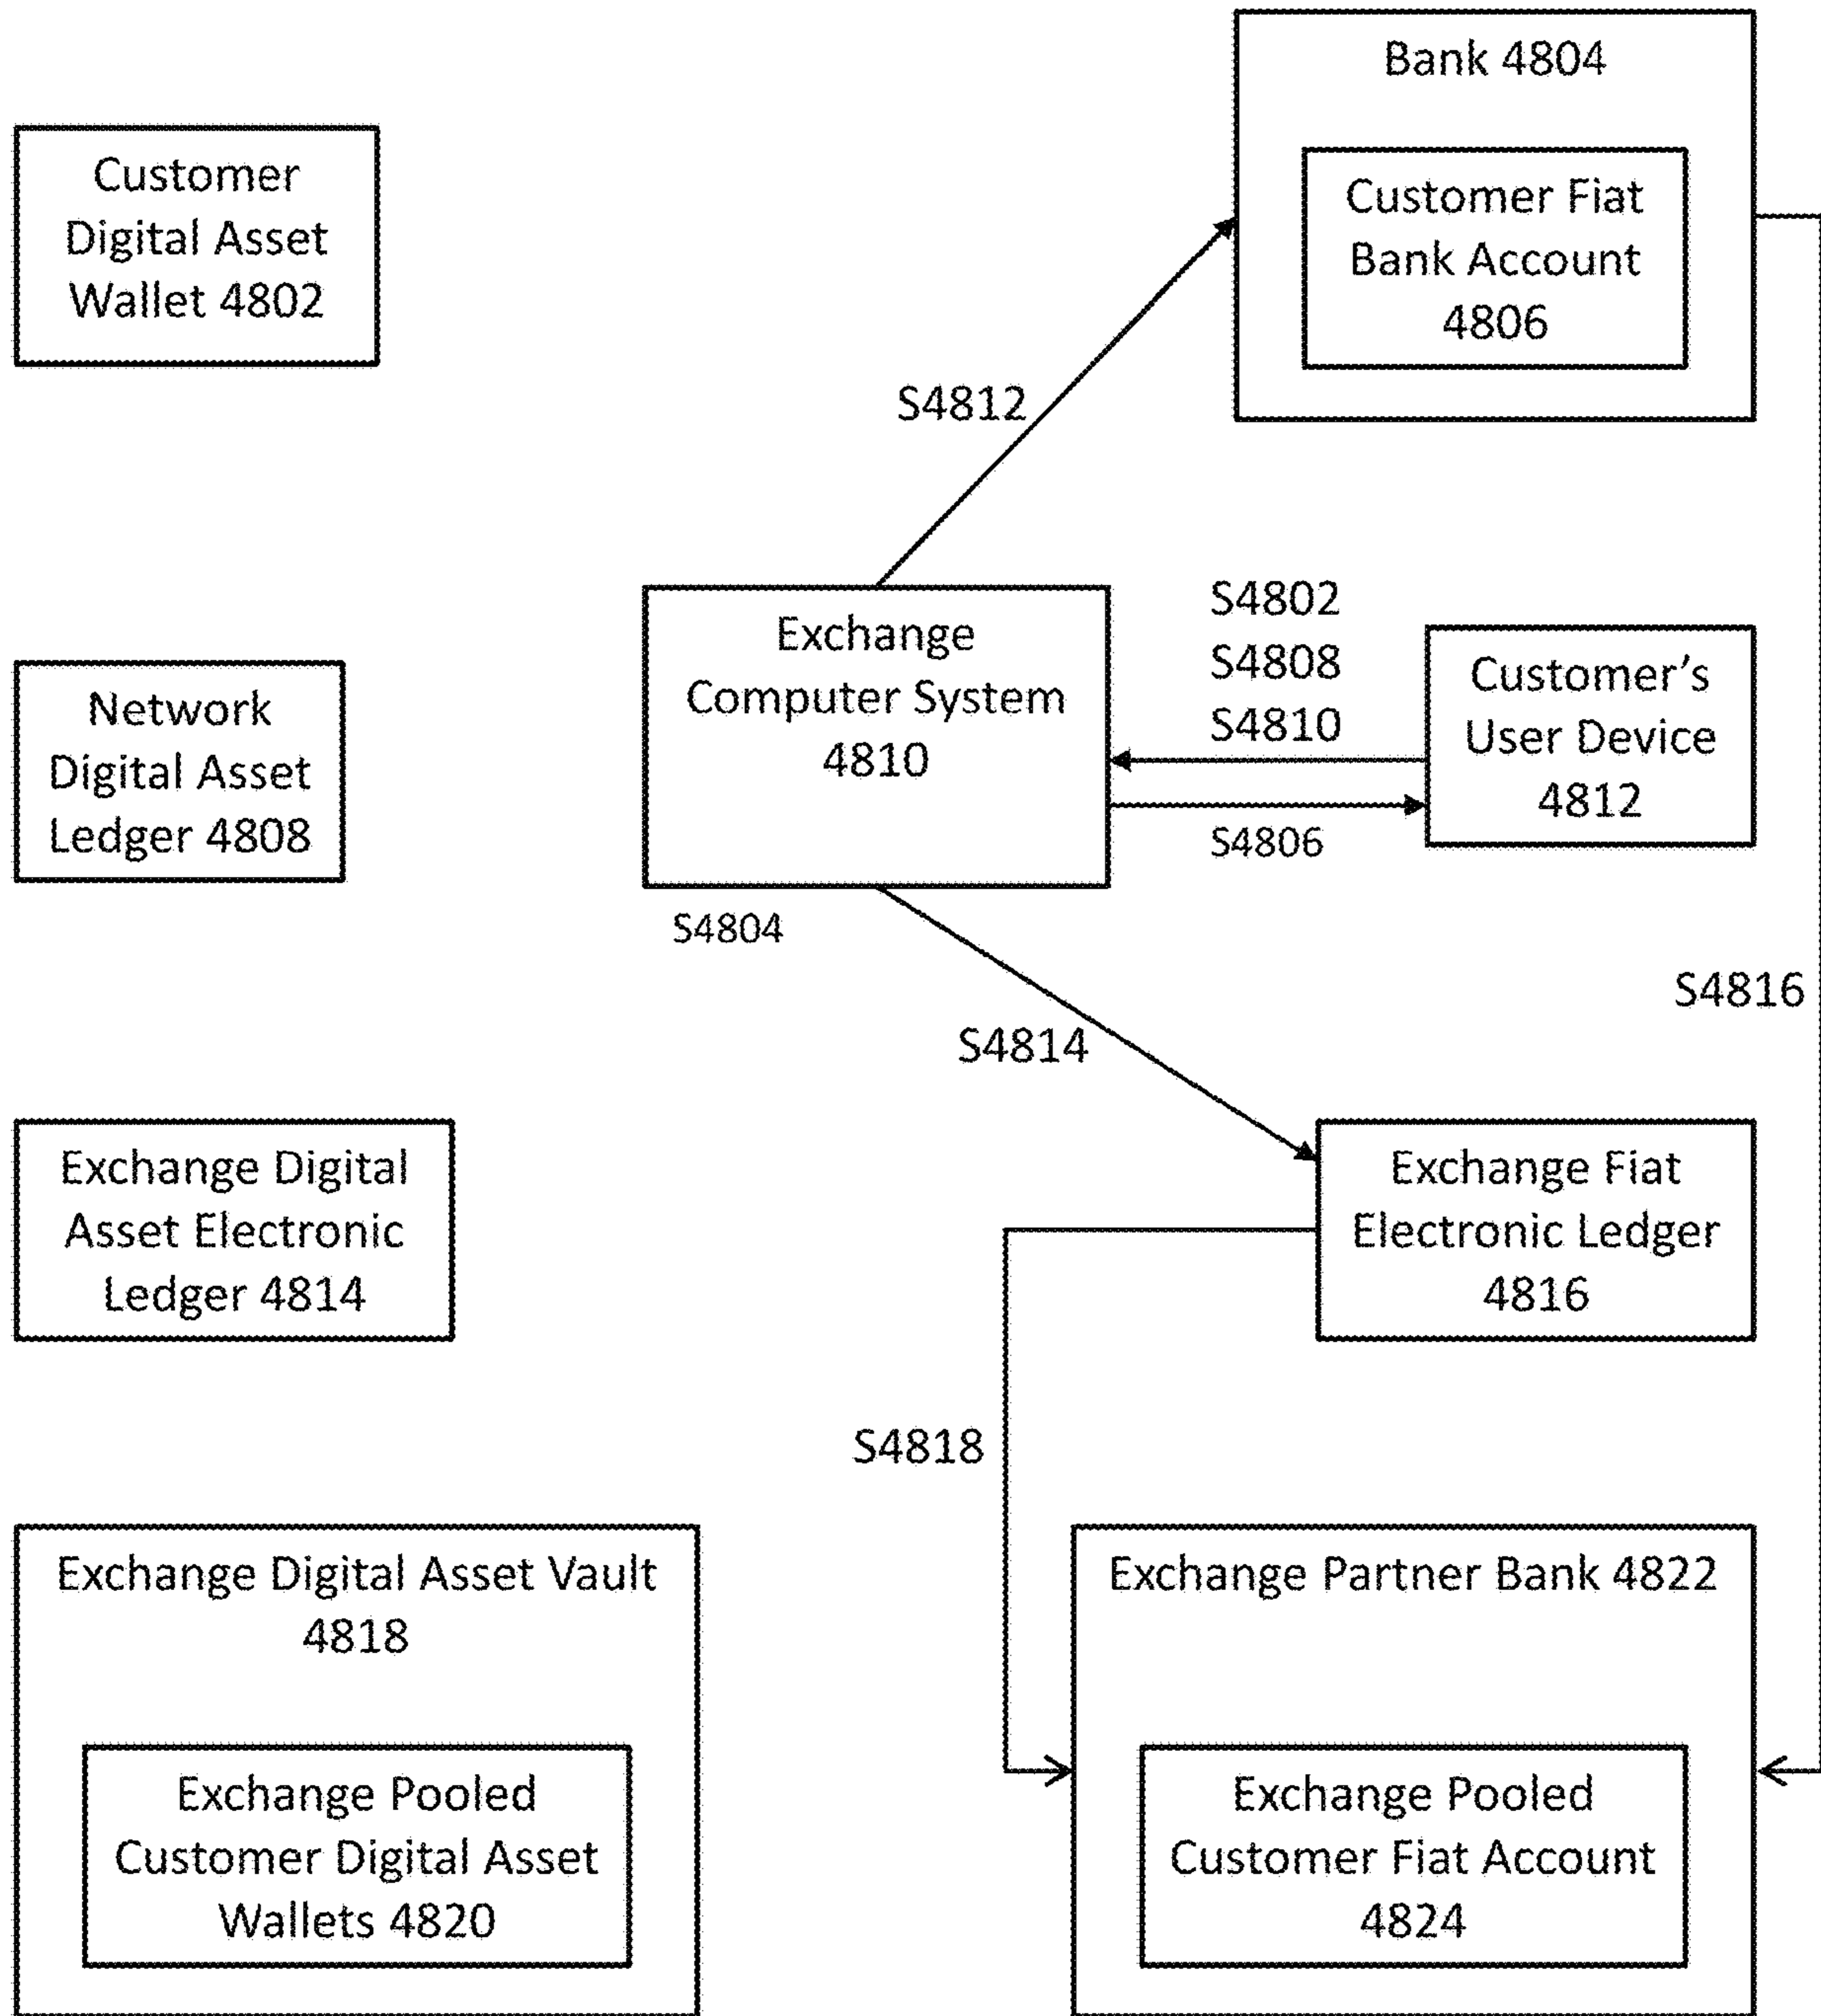 Bank 4804
Customer Fiat
Bank Account
4806
Customer
Digital Asset
Wallet 4802
S4812
Exchange
Computer System
4810
S4802
S4808
S4810
S4806
Customer’s
User Device
4812
Network
Digital Asset
Ledger 4808
S4804
S4814
S4816
Exchange Digital
Asset Electronic
Ledger 4814
Exchange Fiat
Electronic Ledger
4816
S4818
Exchange Digital Asset Vault
4818
Exchange Pooled
Customer Digital Asset
Wallets 4820
Exchange Partner Bank 4822
Exchange Pooled
Customer Fiat Account
4824